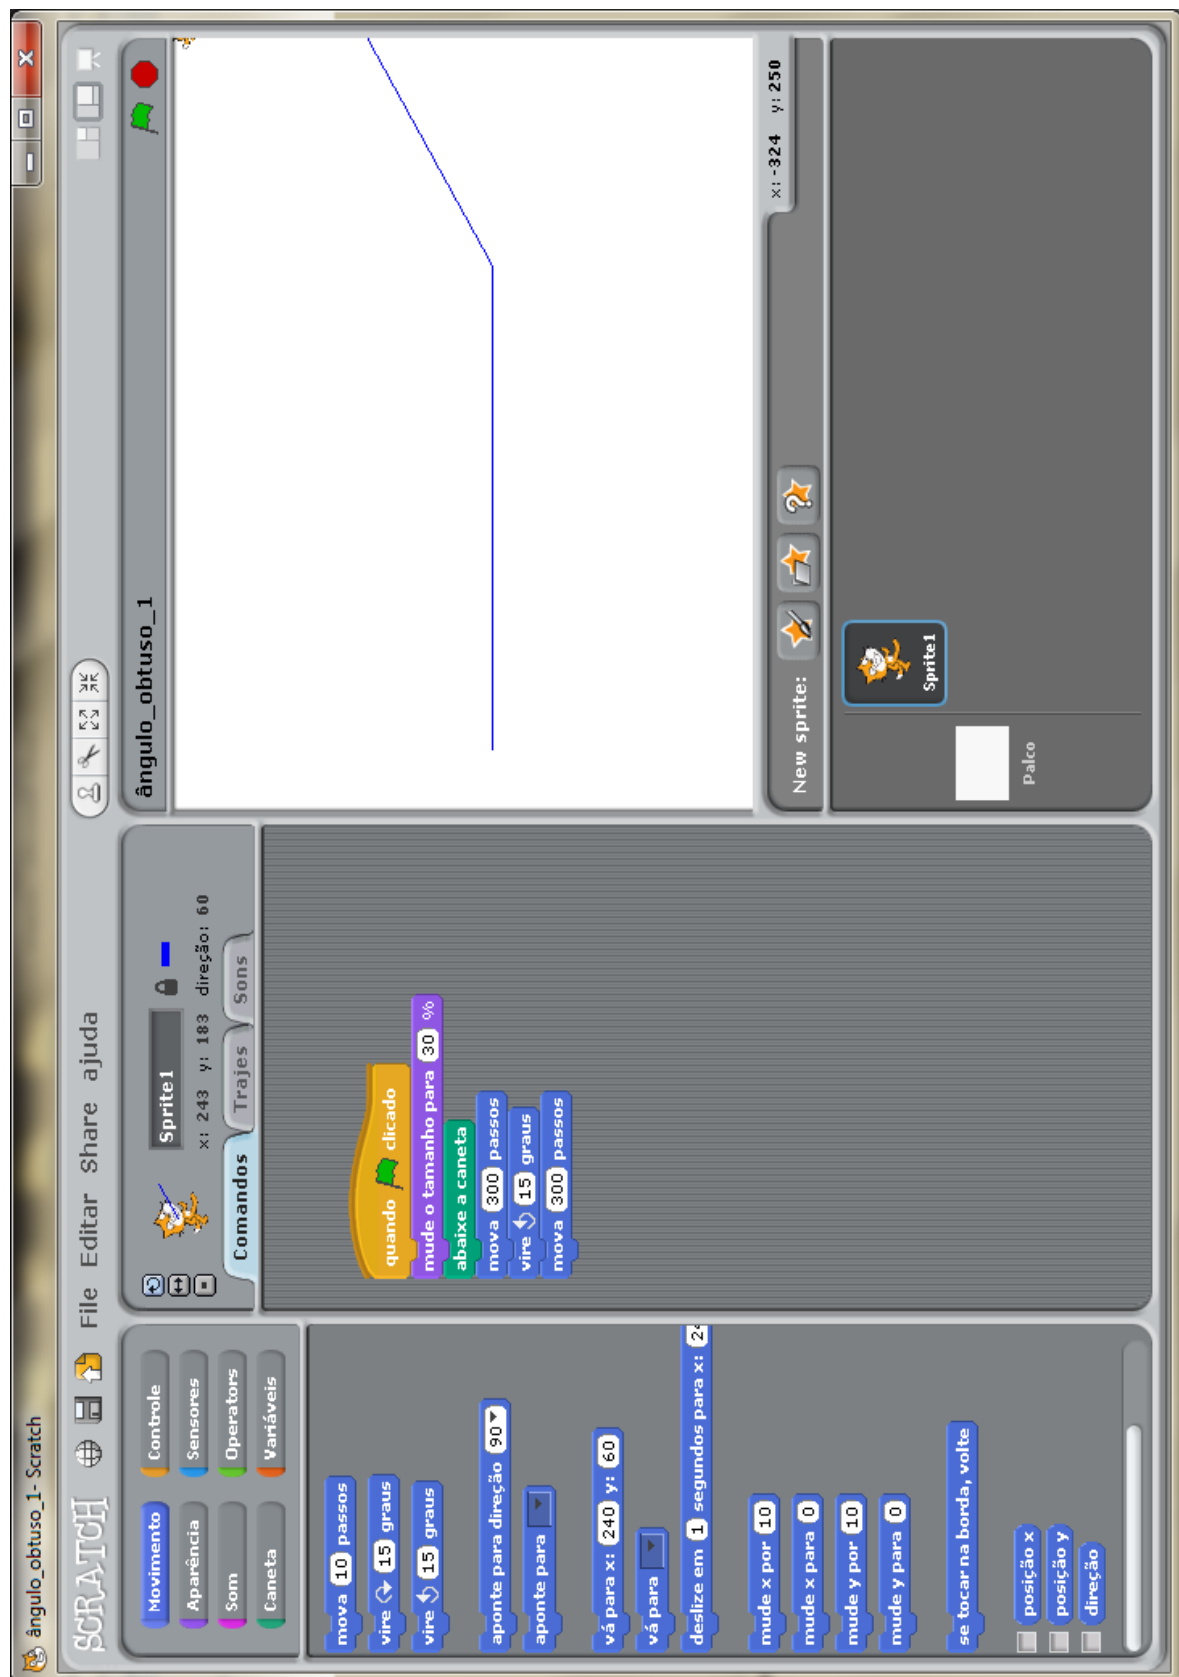 ângulo_obtuso_1- Scratch
SCRATCH File Editar Share ajuda
Movimento Controle
Aparência Sensores
Som Operators
Caneta Variáveis
mova 10 passos
vire 15 graus
vire 15 graus
aponte para direção 90
aponte para
vá para x: 240 y: 60
vá para
deslize em 1 segundos para x: 24
mude x por 10
mude x para 0
mude y por 10
mude y para 0
se tocar na borda, volte
posição x
posição y
direção
Sprite1
x: 243 y: 183 direção: 60
Comandos Trajes Sons
quando clicado
mude o tamanho para 30 %
abaixe a caneta
mova 300 passos
vire 15 graus
mova 300 passos
ângulo_obtuso_1
x: -324 y: 250
New sprite:
Sprite1
Palco